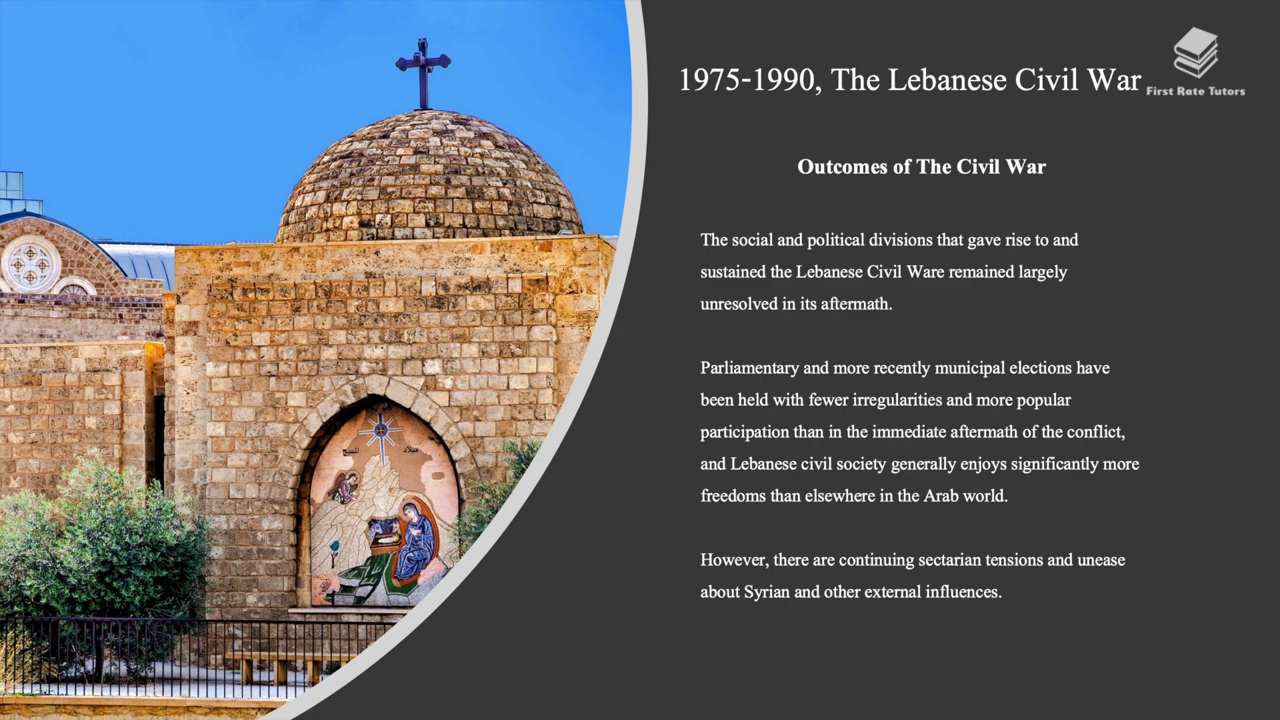 1975-1990, The Lebanese Civil War
First Rate Tutors
Outcomes of The Civil War
The social and political divisions that gave rise to and
sustained the Lebanese Civil Ware remained largely
unresolved in its aftermath.
Parliamentary and more recently municipal elections have
been held with fewer irregularities and more popular
participation than in the immediate aftermath of the conflict,
and Lebanese civil society generally enjoys significantly more
freedoms than elsewhere in the Arab world.
However, there are continuing sectarian tensions and unease
about Syrian and other external influences.
ميلاد
المسيح